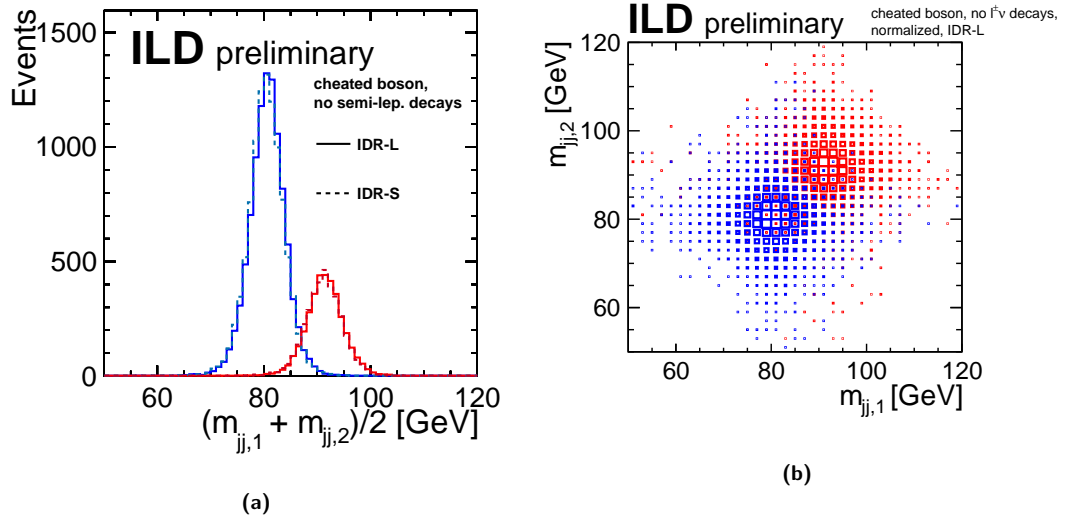 ILD preliminary
cheated boson,
no semi-lep. decays
IDR-L
IDR-S
Events
1500
1000
500
0
60 80 100 120
(m_jj,1 + m_jj,2)/2 [GeV]
(a)
ILD preliminary
cheated boson, no l±ν decays,
normalized, IDR-L
m_jj,2 [GeV]
120
100
80
60
60 80 100 120
m_jj,1 [GeV]
(b)